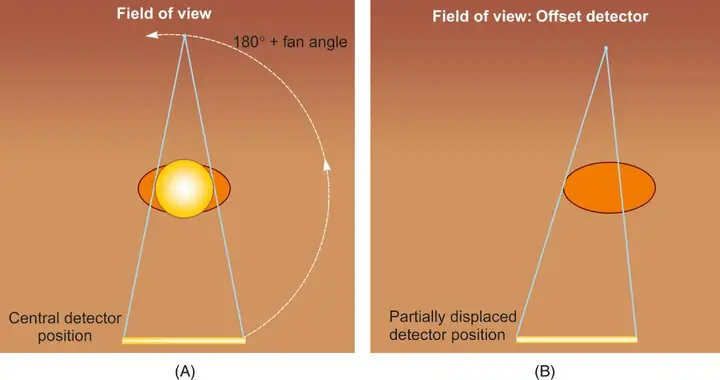 Field of view
180° + fan angle
Central detector
position
(A)
Field of view: Offset detector
Partially displaced
detector position
(B)